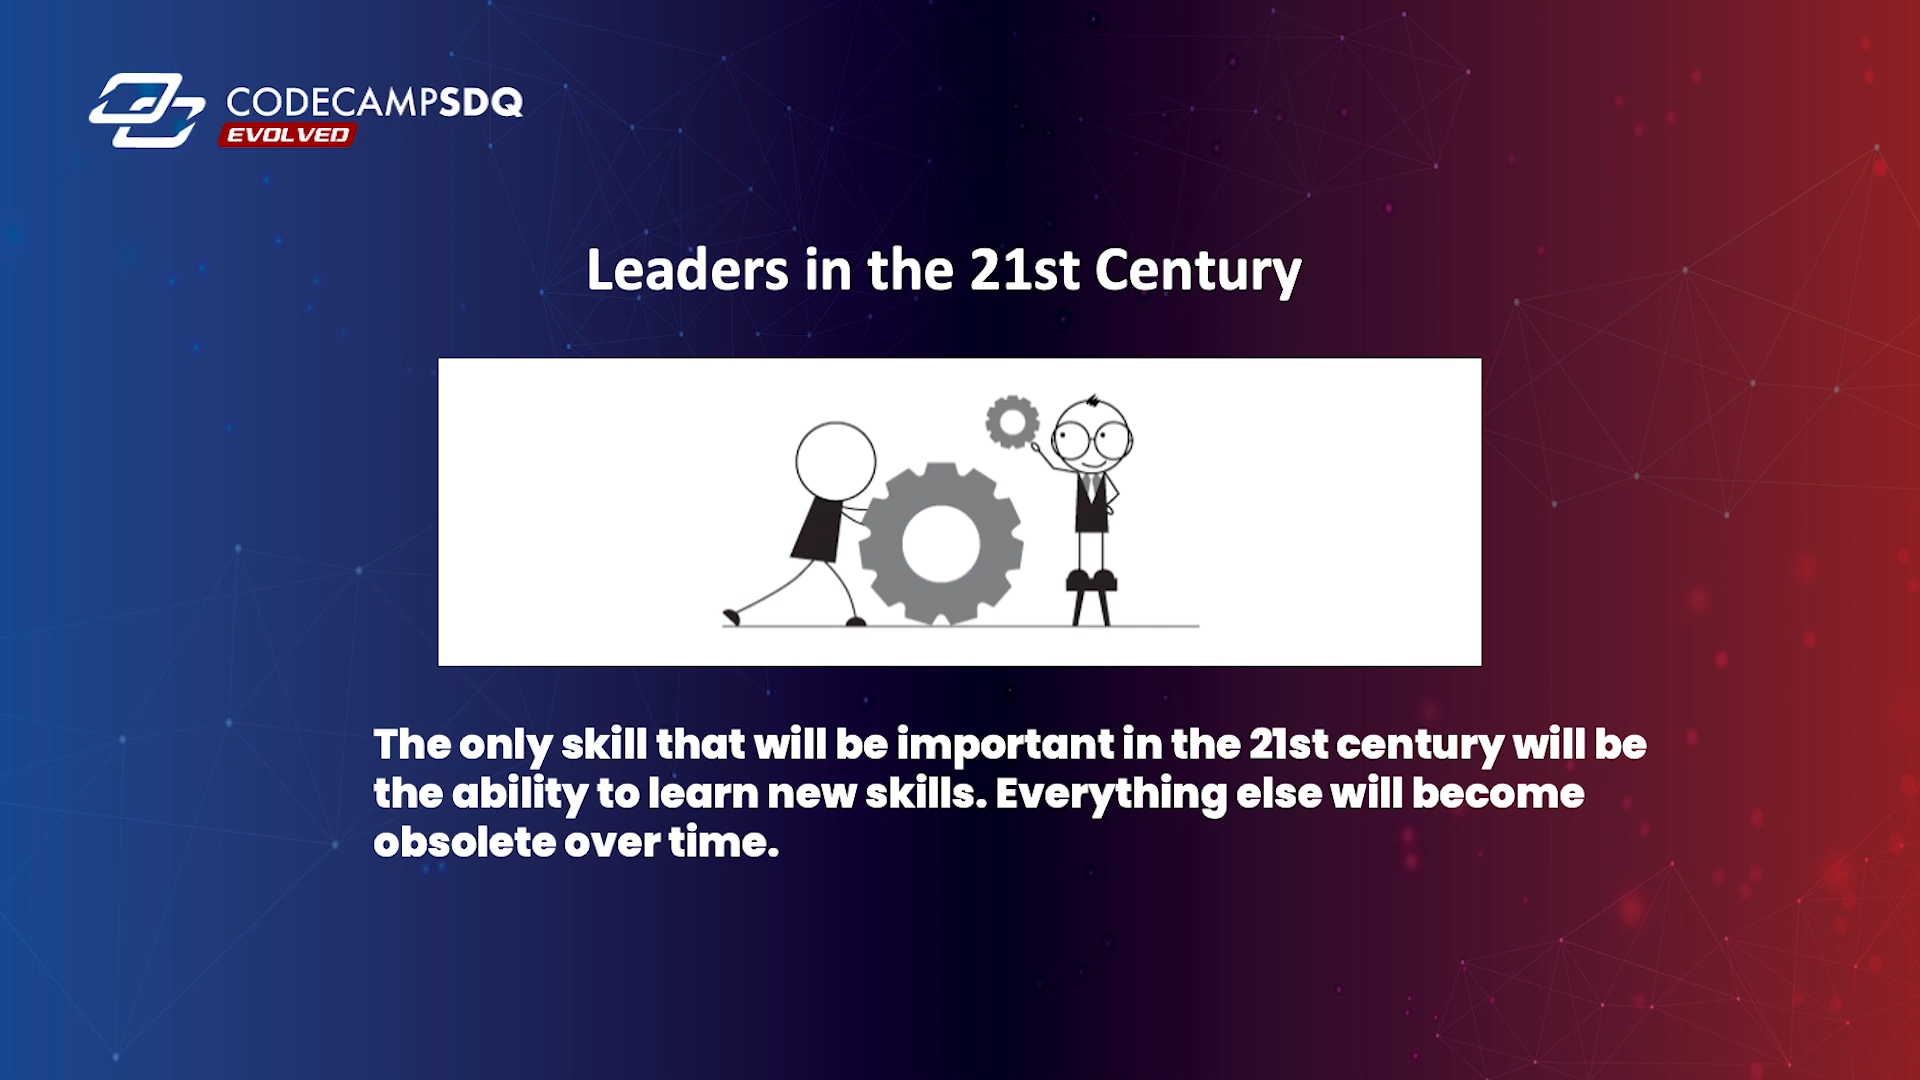 CODECAMPSDQ
EVOLVED
Leaders in the 21st Century
The only skill that will be important in the 21st century will be
the ability to learn new skills. Everything else will become
obsolete over time.